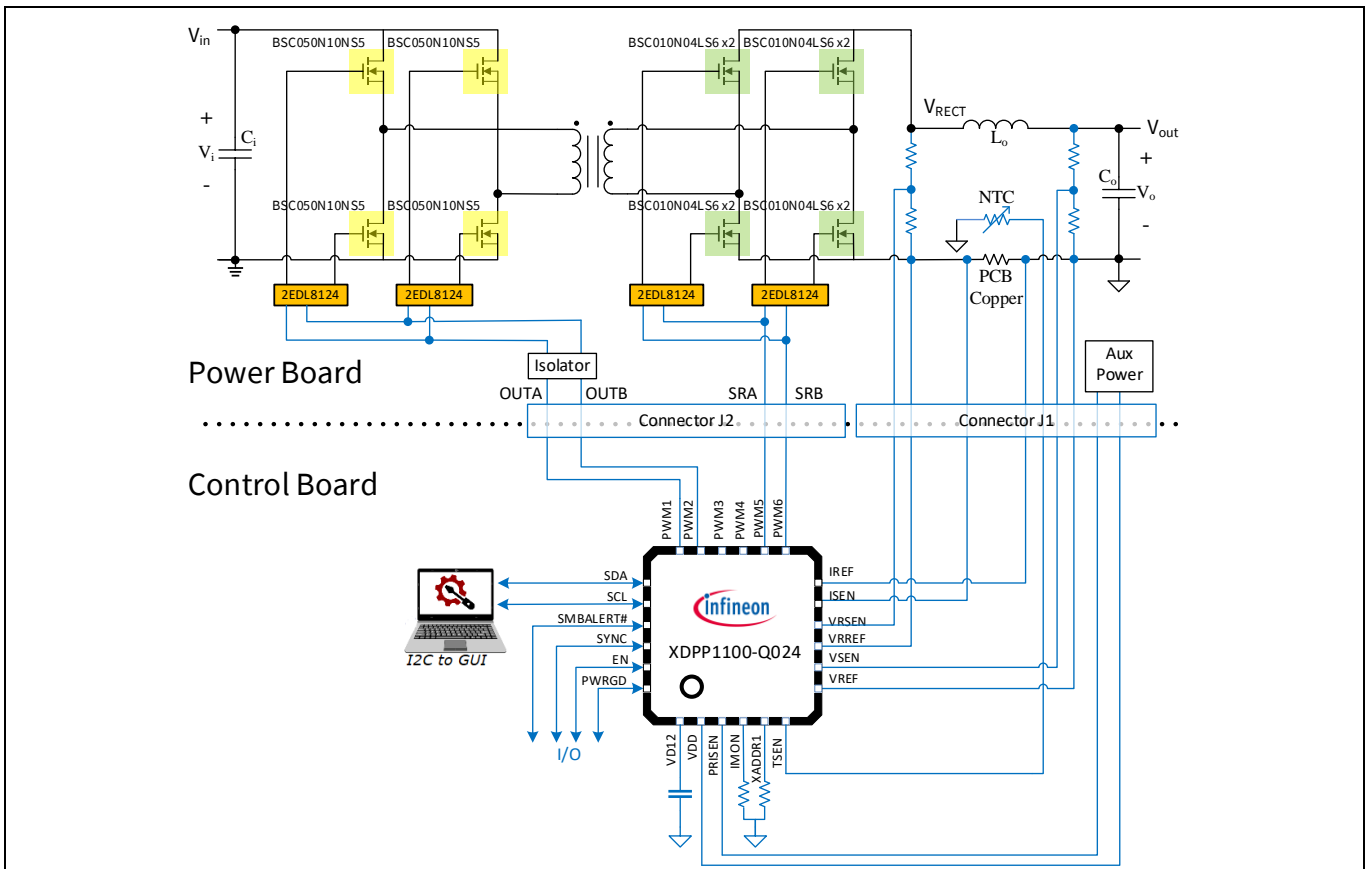 Vin
BSC050N10NS5 BSC050N10NS5
BSC010N04LS6 x2 BSC010N04LS6 x2
VRECT
Lo
Vout
+
Vi
-
Ci
Co
+
Vo
-
NTC
BSC050N10NS5 BSC050N10NS5
BSC010N04LS6 x2 BSC010N04LS6 x2
PCB
Copper
2EDL8124 2EDL8124 2EDL8124 2EDL8124
Power Board
Isolator
Aux
Power
OUTA OUTB SRA SRB
Connector J2 Connector J1
Control Board
PWM1
PWM2
PWM3
PWM4
PWM5
PWM6
SDA
SCL
SMBALERT#
SYNC
EN
PWRGD
I2C to GUI
I/O
infineon
XDPP1100-Q024
IREF
ISEN
VRSEN
VRREF
VSEN
VREF
VD12
VDD
PRISEN
IMON
XADDR1
TSEN